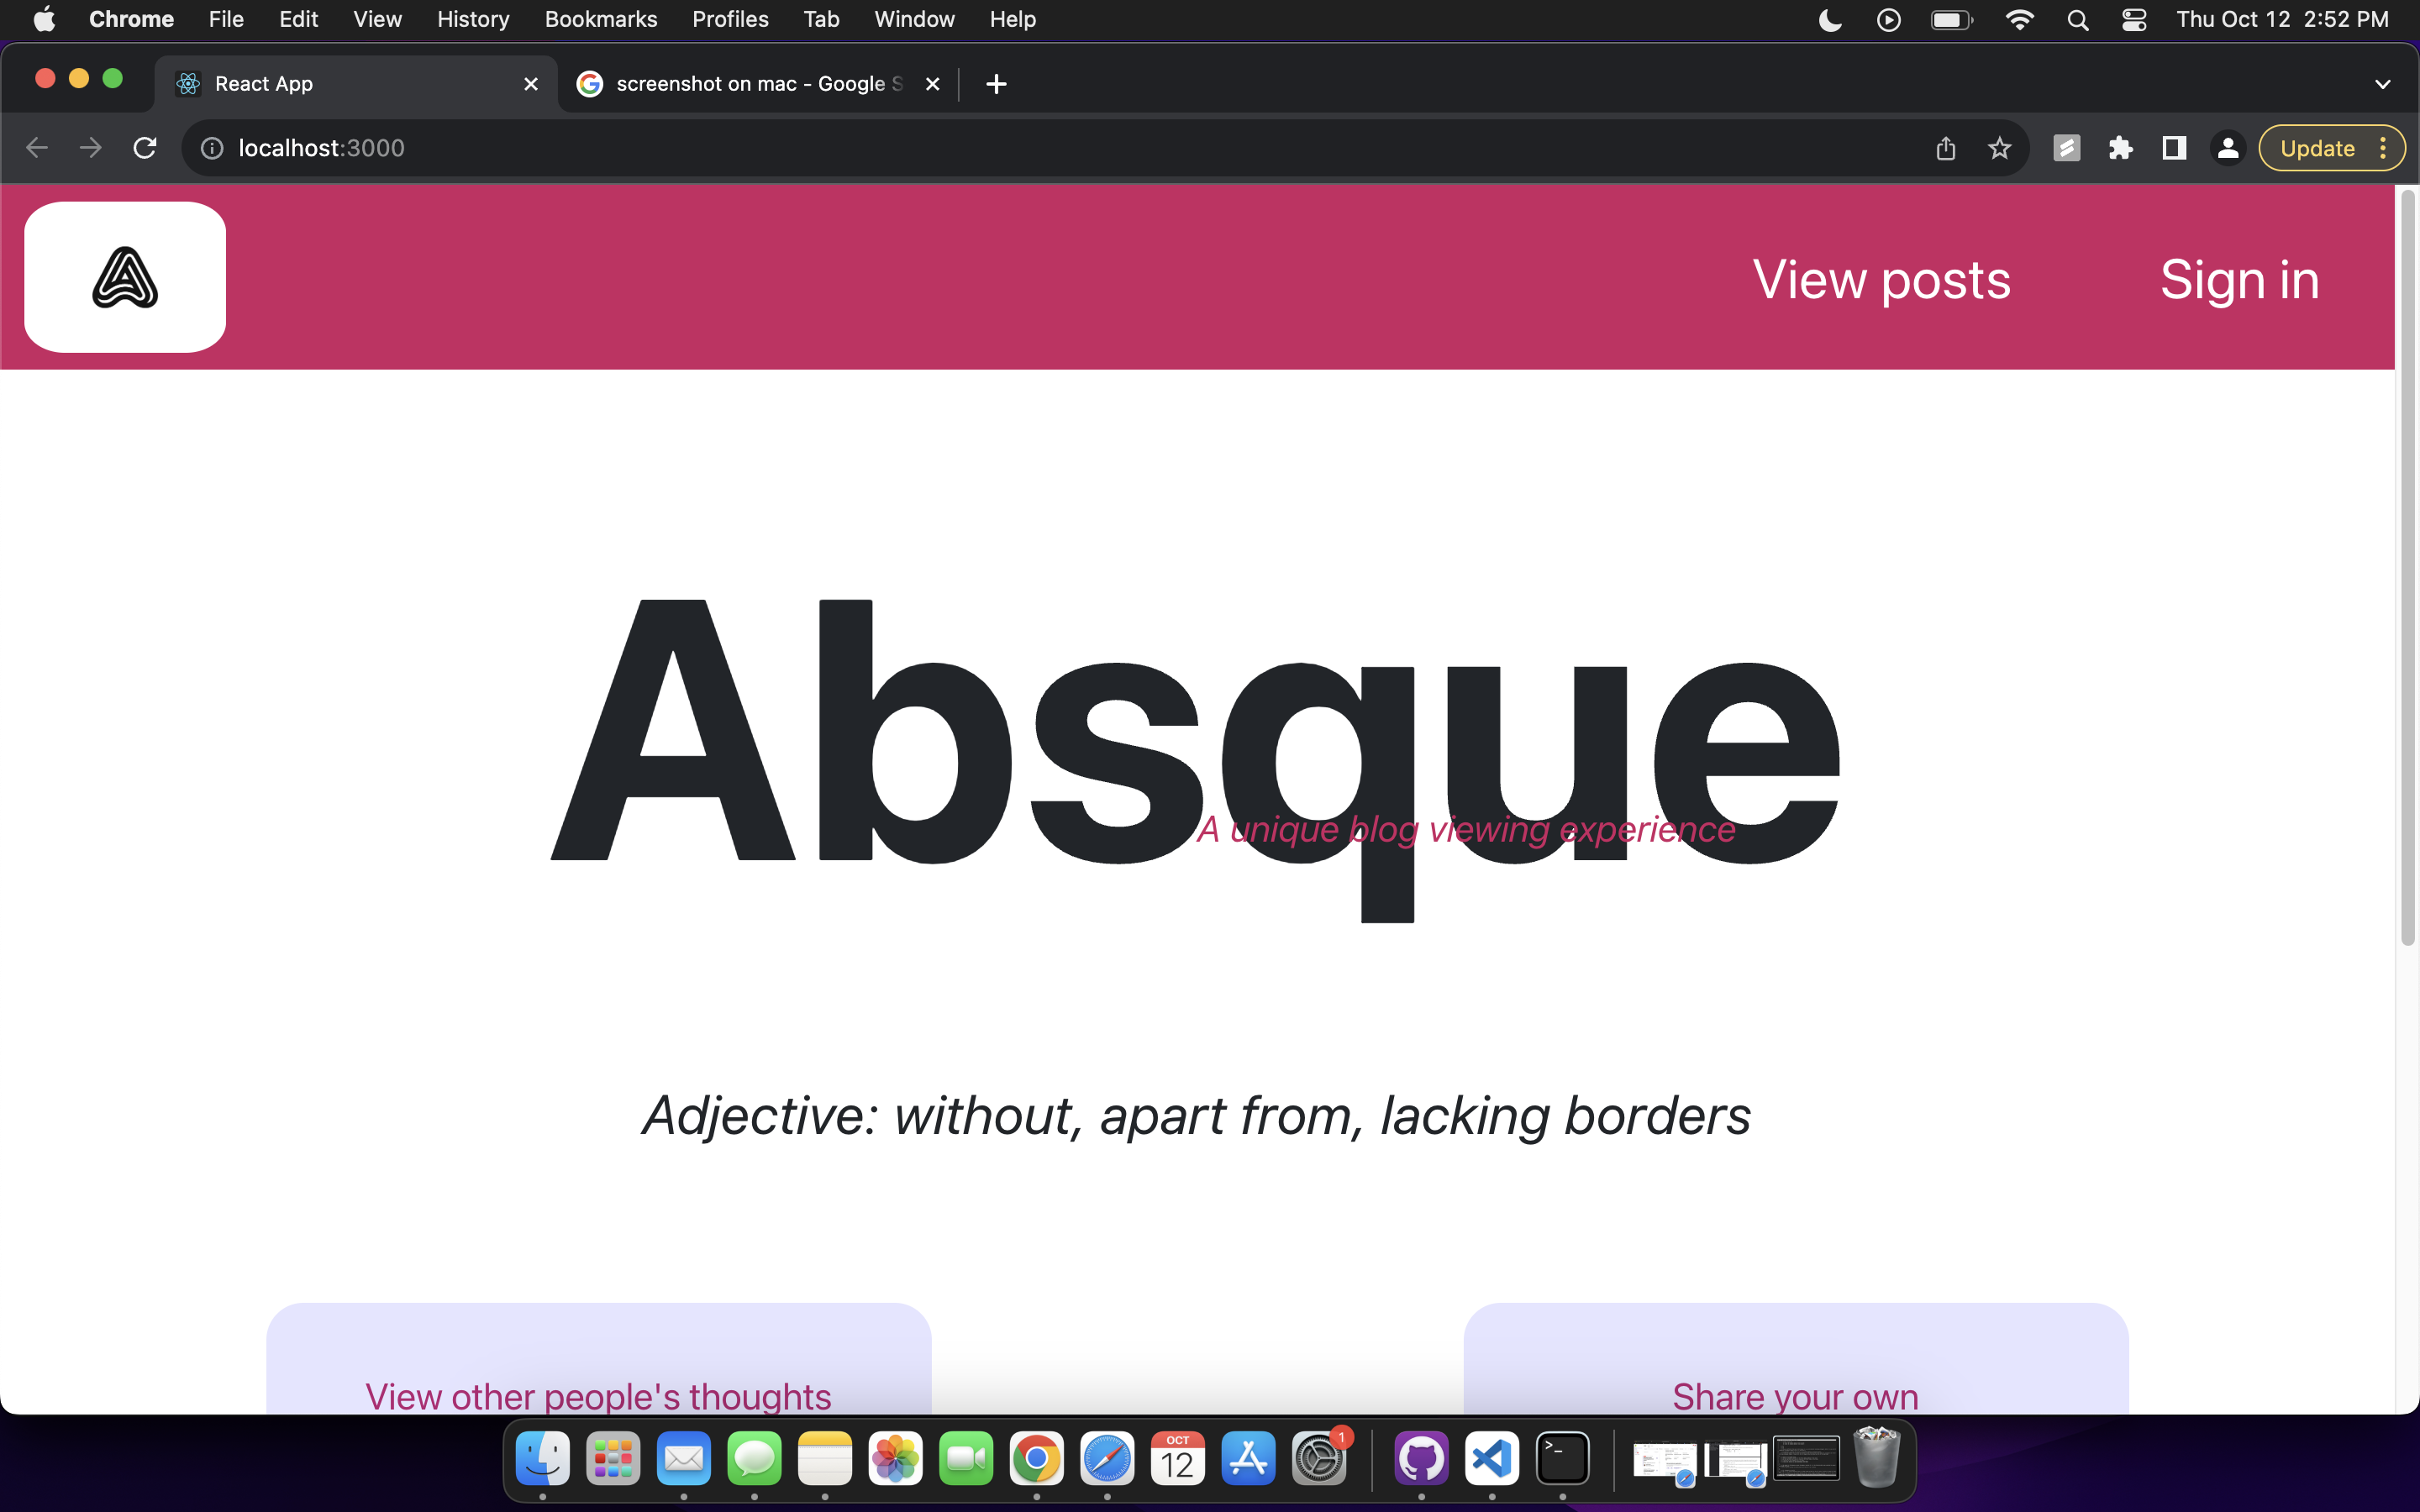 Chrome File Edit View History Bookmarks Profiles Tab Window Help Thu Oct 12 2:52 PM
React App screenshot on mac - Google S
localhost:3000 Update
View posts Sign in
Absque
A unique blog viewing experience
Adjective: without, apart from, lacking borders
View other people's thoughts Share your own
OCT
12
1